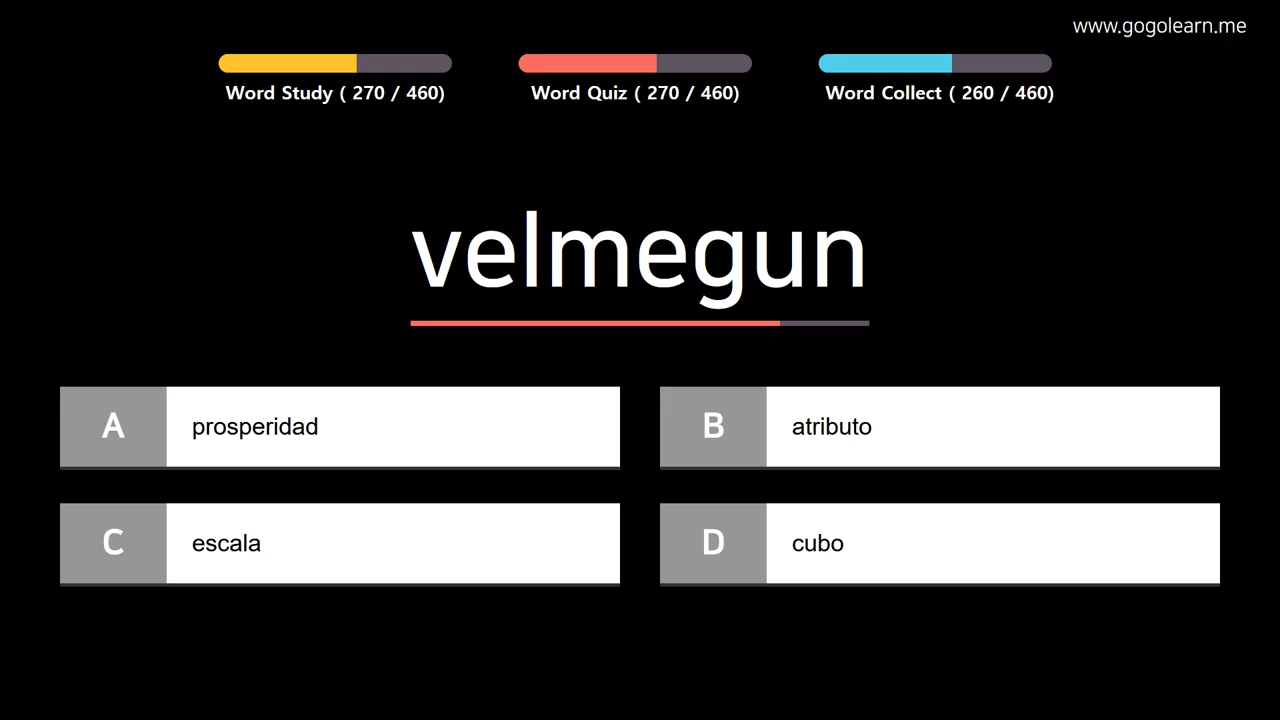 www.gogolearn.me
Word Study ( 270 / 460)
Word Quiz ( 270 / 460)
Word Collect ( 260 / 460)
velmegun
A prosperidad
B atributo
C escala
D cubo